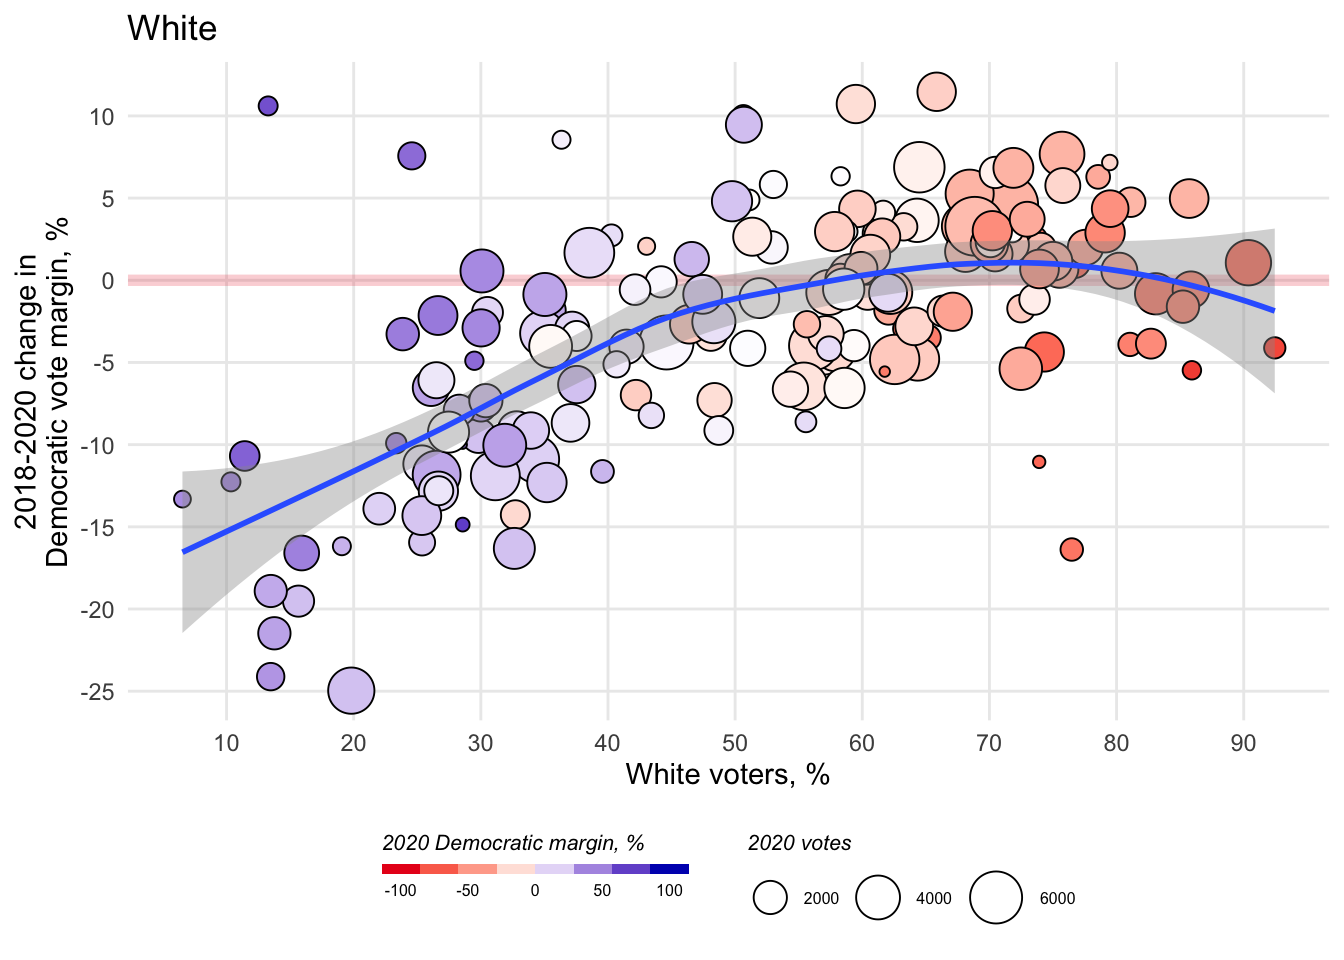 White
2018-2020 change in
Democratic vote margin, %
10
5
0
-5
-10
-15
-20
-25
10 20 30 40 50 60 70 80 90
White voters, %
2020 Democratic margin, %
-100 -50 0 50 100
2020 votes
2000 4000 6000